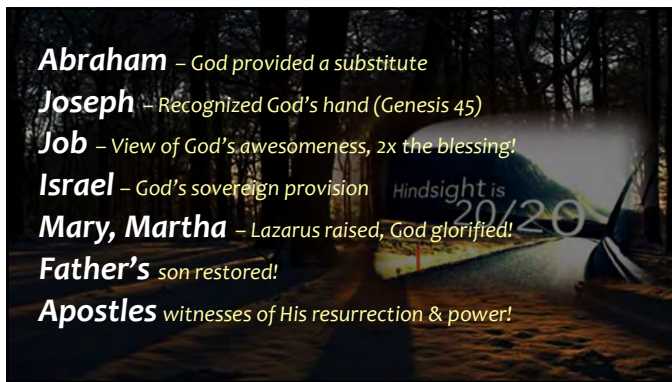 Abraham – God provided a substitute
Joseph – Recognized God's hand (Genesis 45)
Job – View of God's awesomeness, 2x the blessing!
Israel – God's sovereign provision
Hindsight is
20/20
Mary, Martha – Lazarus raised, God glorified!
Father's son restored!
Apostles witnesses of His resurrection & power!